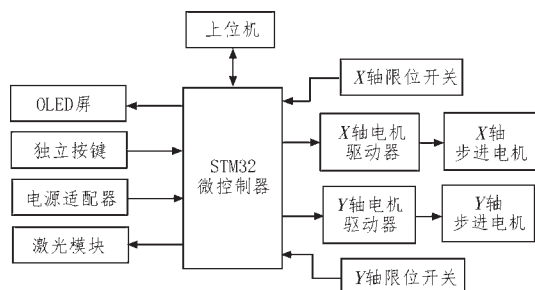 上位机
OLED屏
独立按键
电源适配器
激光模块
STM32
微控制器
X轴限位开关
X轴电机
驱动器
X轴
步进电机
Y轴电机
驱动器
Y轴
步进电机
Y轴限位开关